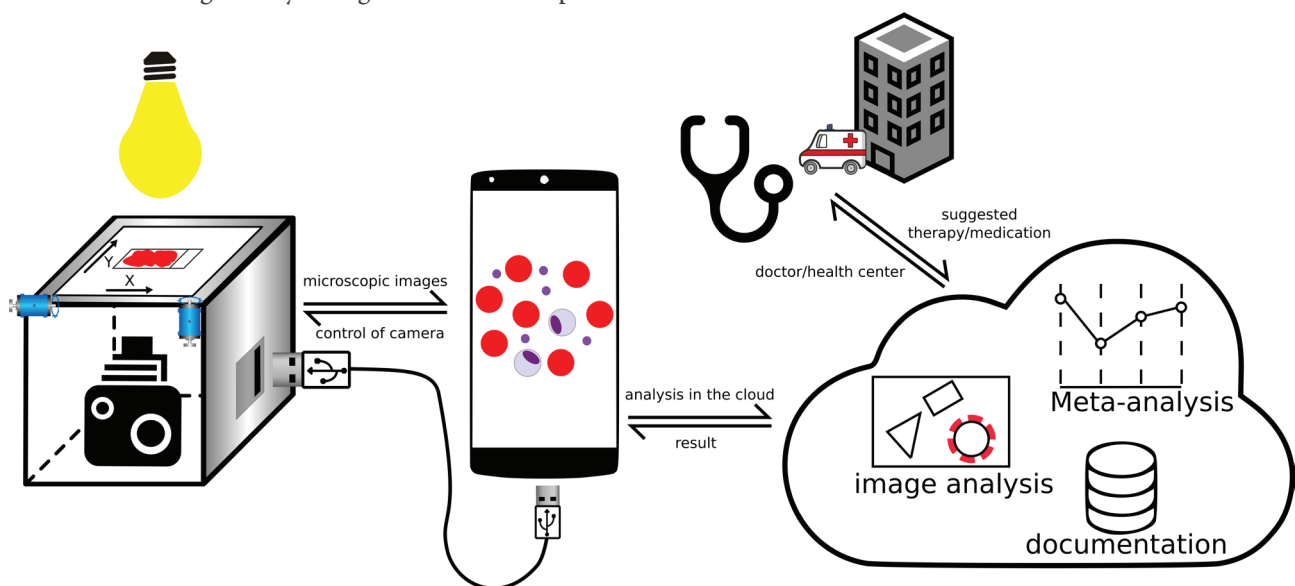 Y
X
microscopic images
control of camera
analysis in the cloud
result
suggested
therapy/medication
doctor/health center
Meta-analysis
image analysis
documentation